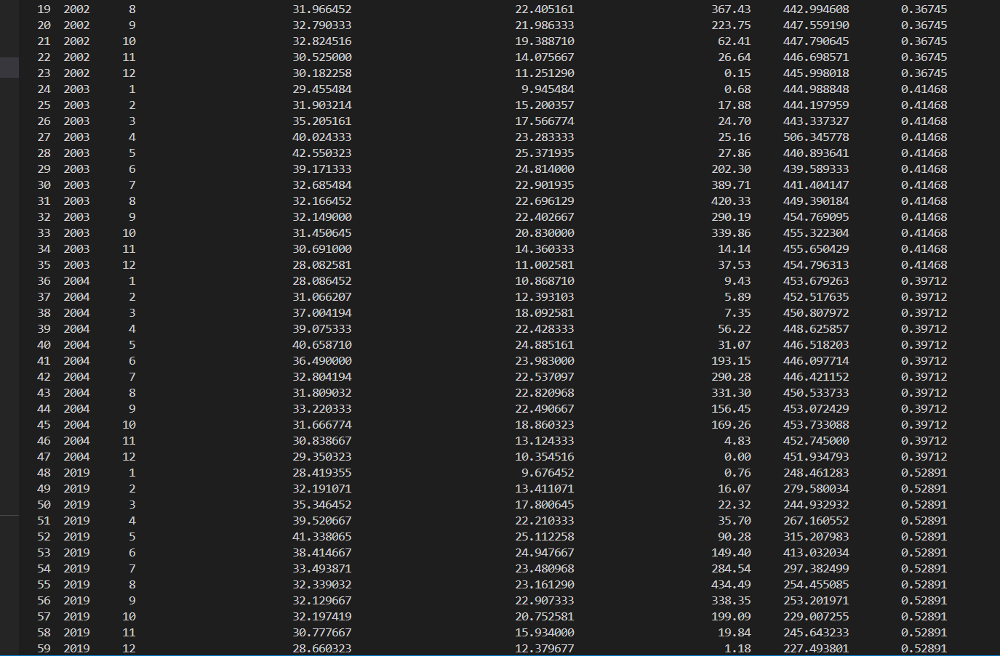 19 2002 8 31.966452 22.405161 367.43 442.994608 0.36745
20 2002 9 32.790333 21.986333 223.75 447.559190 0.36745
21 2002 10 32.824516 19.388710 62.41 447.790645 0.36745
22 2002 11 30.525000 14.075667 26.64 446.698571 0.36745
23 2002 12 30.182258 11.251290 0.15 445.998018 0.36745
24 2003 1 29.455484 9.945484 0.68 444.988848 0.41468
25 2003 2 31.903214 15.200357 17.88 444.197959 0.41468
26 2003 3 35.205161 17.566774 24.70 443.337327 0.41468
27 2003 4 40.024333 23.283333 25.16 506.345778 0.41468
28 2003 5 42.550323 25.371935 27.86 440.893641 0.41468
29 2003 6 39.171333 24.814000 202.30 439.589333 0.41468
30 2003 7 32.685484 22.901935 389.71 441.404147 0.41468
31 2003 8 32.166452 22.696129 420.33 449.390184 0.41468
32 2003 9 32.149000 22.402667 290.19 454.769095 0.41468
33 2003 10 31.450645 20.830000 339.86 455.322304 0.41468
34 2003 11 30.691000 14.360333 14.14 455.650429 0.41468
35 2003 12 28.082581 11.002581 37.53 454.796313 0.41468
36 2004 1 28.086452 10.868710 9.43 453.679263 0.39712
37 2004 2 31.066207 12.393103 5.89 452.517635 0.39712
38 2004 3 37.004194 18.092581 7.35 450.807972 0.39712
39 2004 4 39.075333 22.428333 56.22 448.625857 0.39712
40 2004 5 40.658710 24.885161 31.07 446.518203 0.39712
41 2004 6 36.490000 23.983000 193.15 446.097714 0.39712
42 2004 7 32.804194 22.537097 290.28 446.421152 0.39712
43 2004 8 31.809032 22.820968 331.30 450.533733 0.39712
44 2004 9 33.220333 22.490667 156.45 453.072429 0.39712
45 2004 10 31.666774 18.860323 169.26 453.733088 0.39712
46 2004 11 30.838667 13.124333 4.83 452.745000 0.39712
47 2004 12 29.350323 10.354516 0.00 451.934793 0.39712
48 2019 1 28.419355 9.676452 0.76 248.461283 0.52891
49 2019 2 32.191071 13.411071 16.07 279.580034 0.52891
50 2019 3 35.346452 17.800645 22.32 244.932932 0.52891
51 2019 4 39.520667 22.210333 35.70 267.160552 0.52891
52 2019 5 41.338065 25.112258 90.28 315.207983 0.52891
53 2019 6 38.414667 24.947667 149.40 413.032034 0.52891
54 2019 7 33.493871 23.480968 284.54 297.382499 0.52891
55 2019 8 32.339032 23.161290 434.49 254.455085 0.52891
56 2019 9 32.129667 22.907333 338.35 253.201971 0.52891
57 2019 10 32.197419 20.752581 199.09 229.007255 0.52891
58 2019 11 30.777667 15.934000 19.84 245.643233 0.52891
59 2019 12 28.660323 12.379677 1.18 227.493801 0.52891